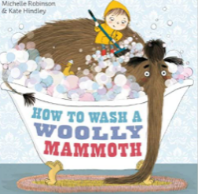 Michelle Robinson
& Kate Hindley
HOW TO WASH A
WOOLLY
MAMMOTH